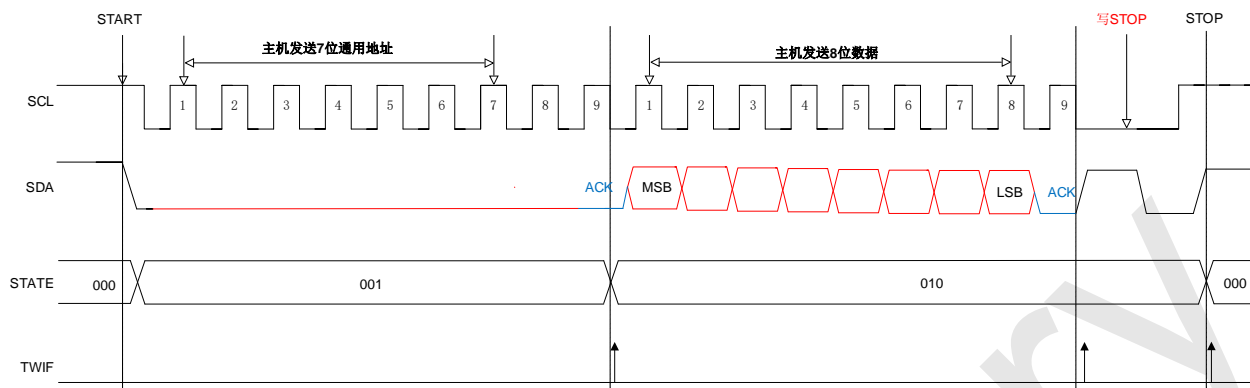 START
写STOP
STOP
主机发送7位通用地址
主机发送8位数据
SCL
1 2 3 4 5 6 7 8 9 1 2 3 4 5 6 7 8 9
SDA
ACK MSB LSB ACK
STATE
000 001 010 000
TWIF
ry